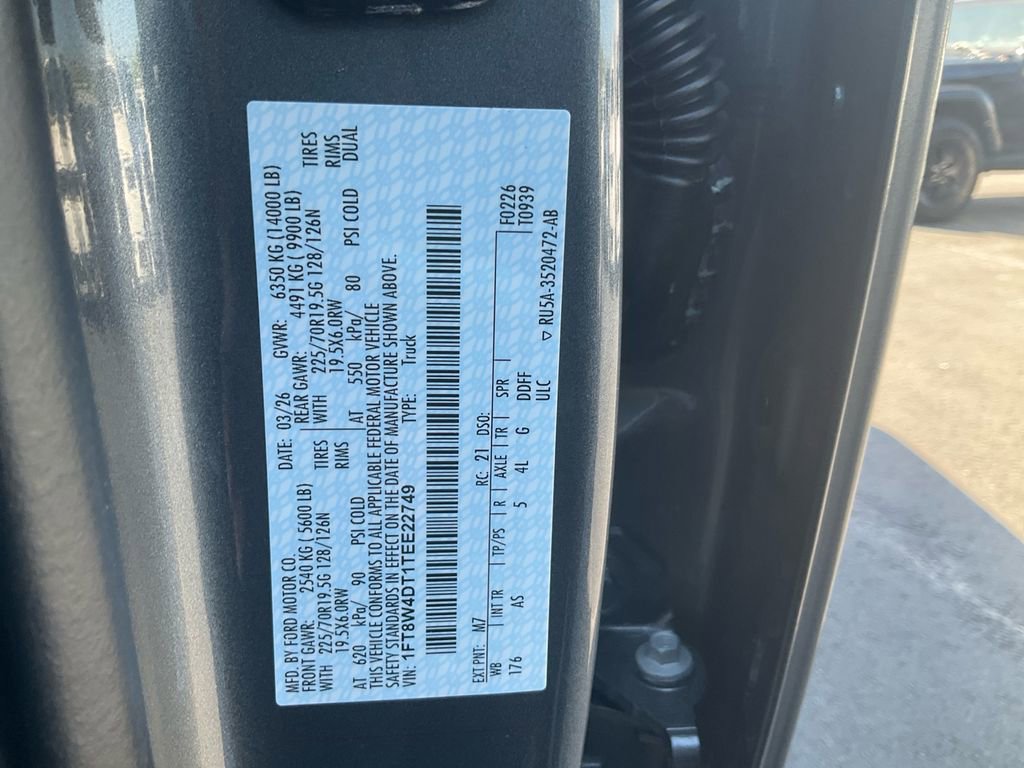 MFD. BY FORD MOTOR CO. DATE: 03/26 GVWR: 6350 KG (14000 LB)
FRONT GAWR: 2540 KG ( 5600 LB) REAR GAWR: 4491 KG ( 9900 LB)
WITH 225/70R19.5G 128/126N TIRES WITH 225/70R19.5G 128/126N TIRES
19.5X6.0RW RIMS 19.5X6.0RW RIMS
AT 620 kPa/ 90 PSI COLD AT 550 kPa/ 80 PSI COLD DUAL
THIS VEHICLE CONFORMS TO ALL APPLICABLE FEDERAL MOTOR VEHICLE
SAFETY STANDARDS IN EFFECT ON THE DATE OF MANUFACTURE SHOWN ABOVE.
VIN: 1FT8W4DT1TEE22749 TYPE: Truck
EXT PNT: M7 RC: 21 DSO: F0226
WB INT TR TP/PS R AXLE TR SPR T0939
176 AS 5 4L G DDFF
ULC ▽ RU5A-3520472-AB